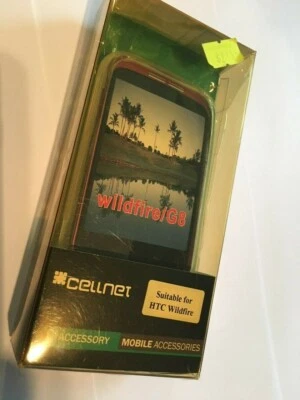 wildfire/G8
cellnet
Suitable for
HTC Wildfire
ACCESSORY MOBILE ACCESSORIES